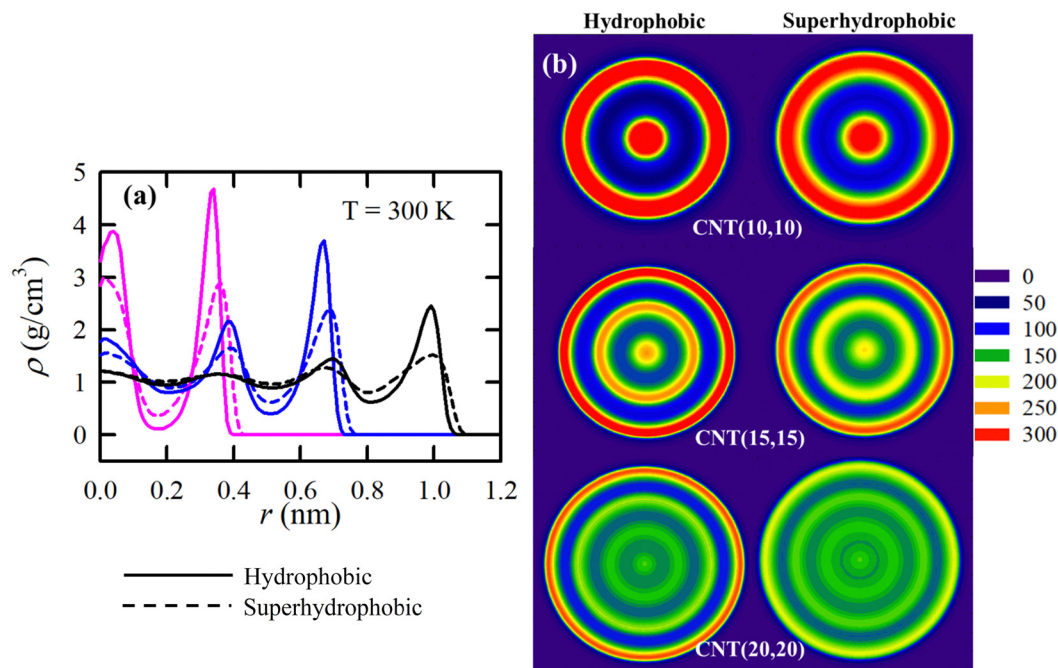 Hydrophobic Superhydrophobic
(b)
CNT(10,10)
CNT(15,15)
CNT(20,20)
0
50
100
150
200
250
300
(a)
T = 300 K
5
4
3
2
1
0
ρ (g/cm³)
0.0 0.2 0.4 0.6 0.8 1.0 1.2
r (nm)
Hydrophobic
Superhydrophobic